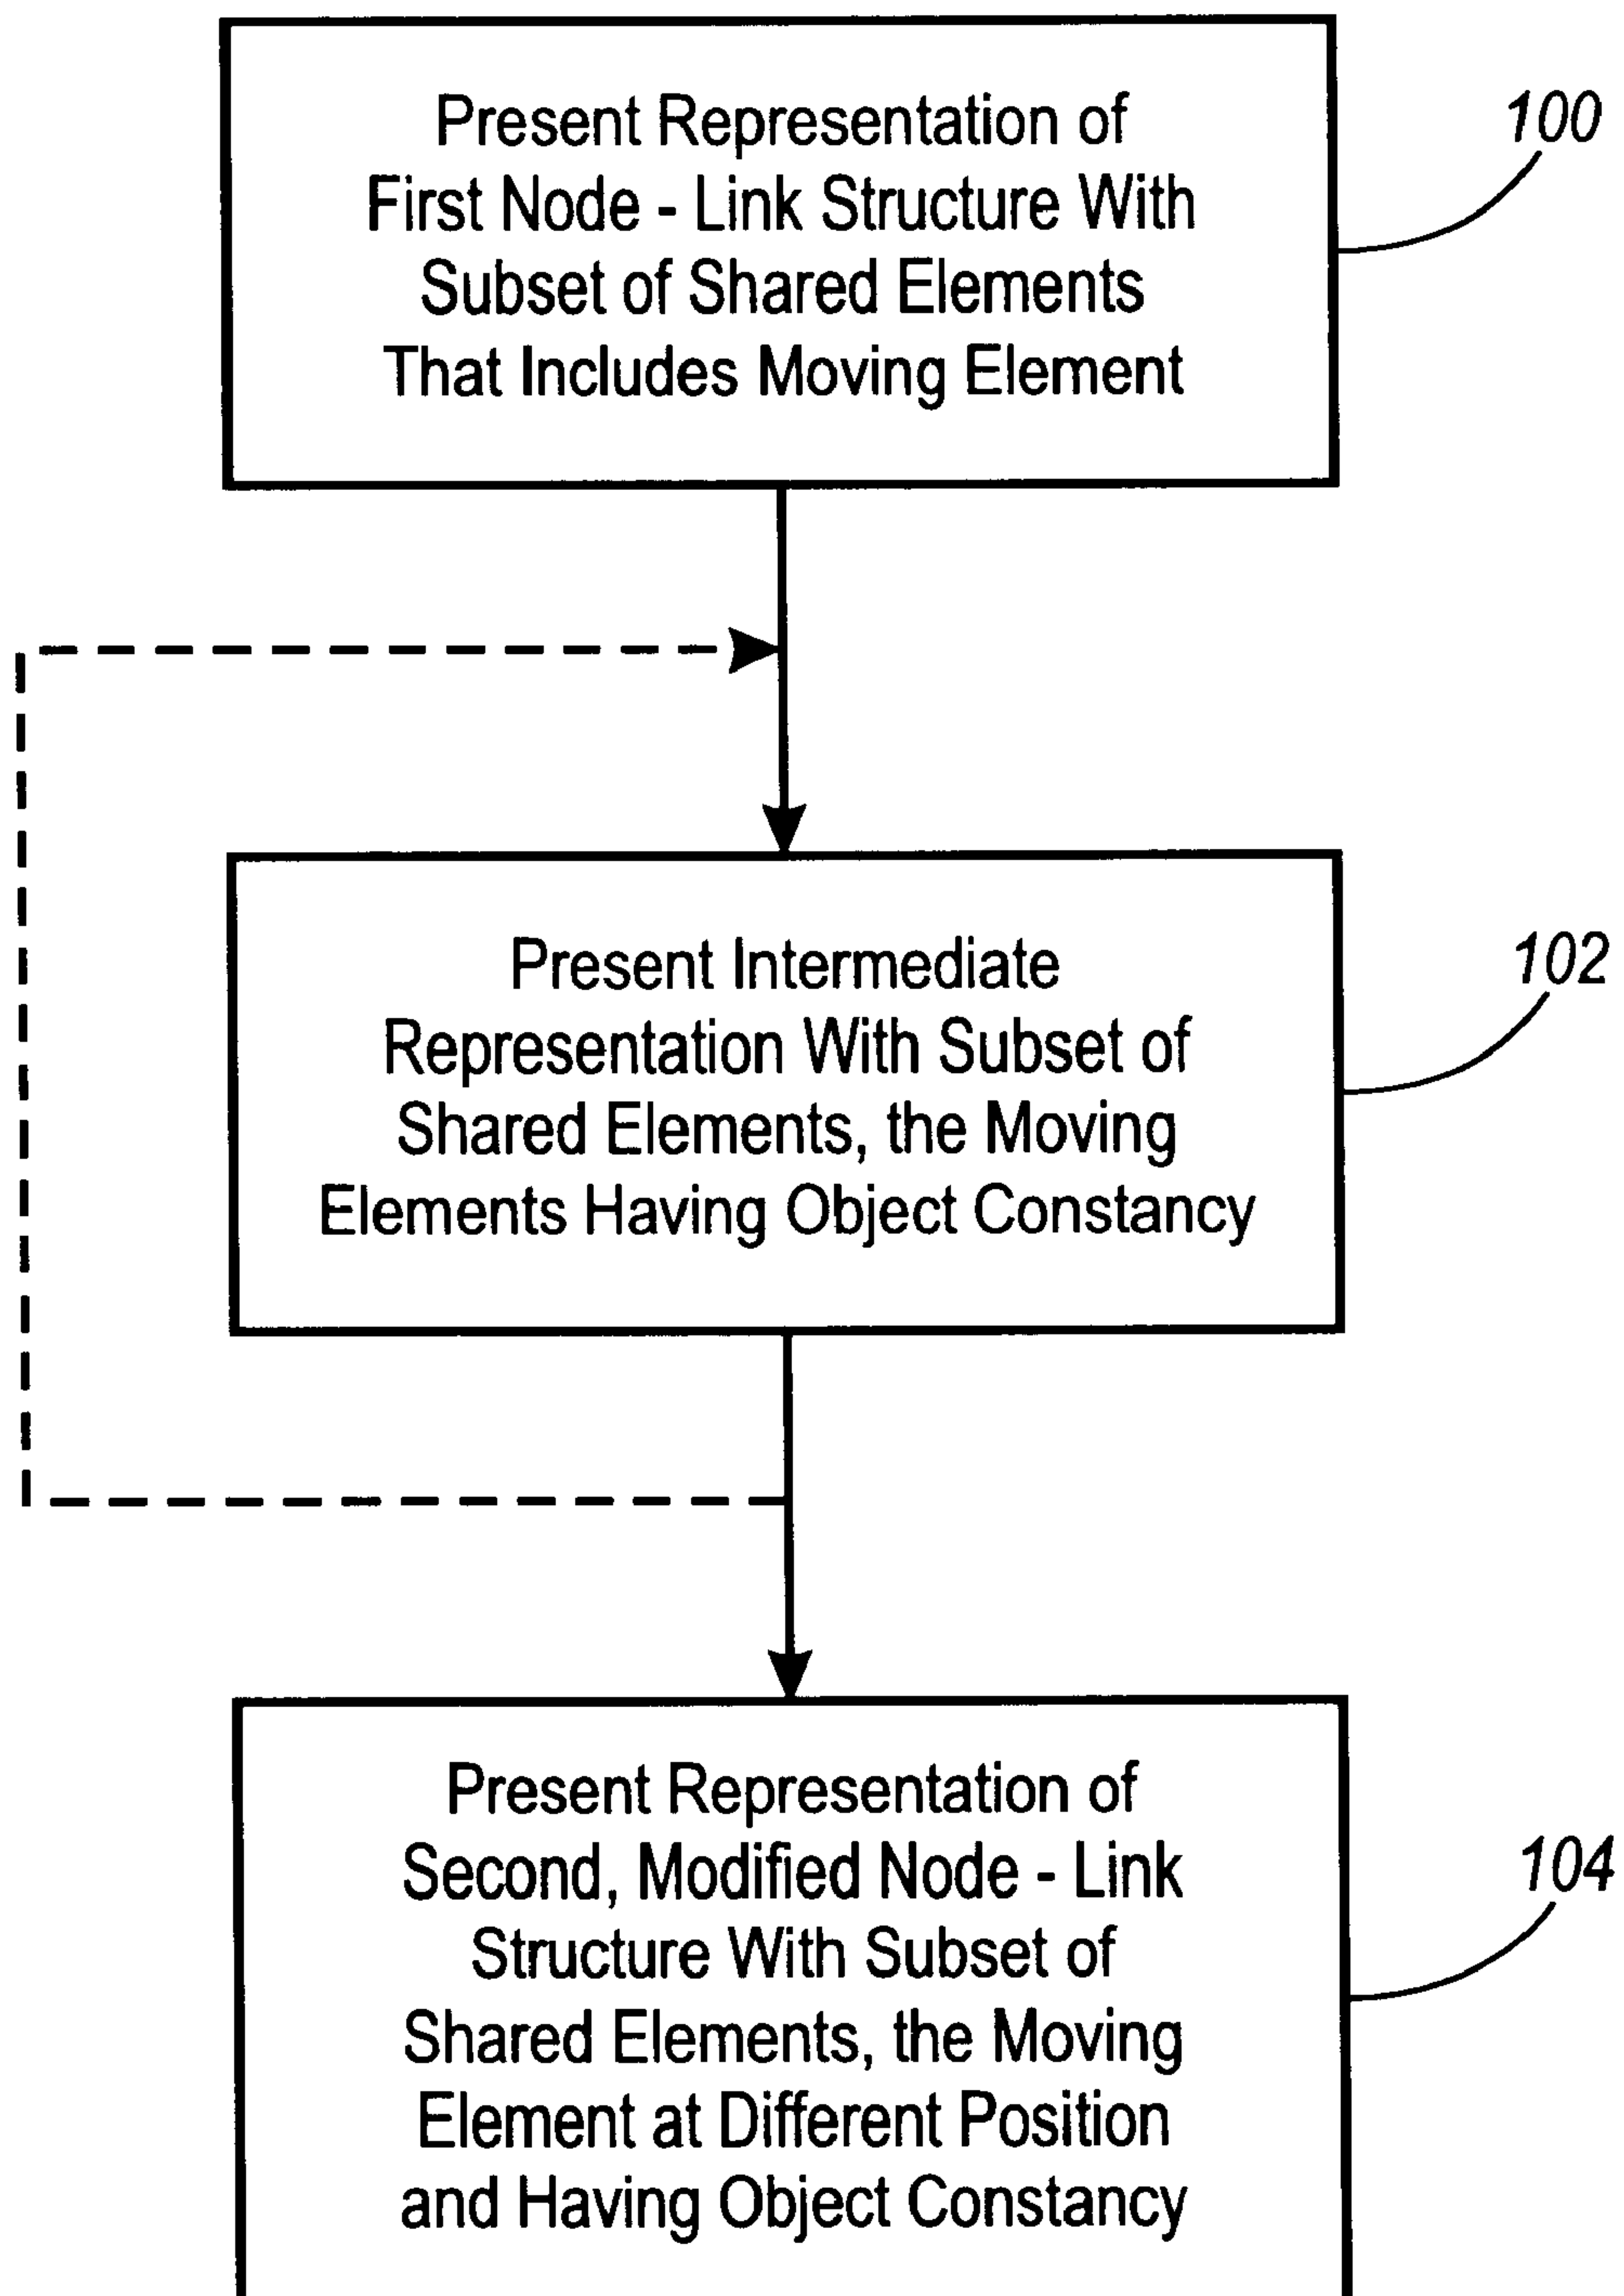 Present Representation of
First Node - Link Structure With
Subset of Shared Elements
That Includes Moving Element
100
Present Intermediate
Representation With Subset of
Shared Elements, the Moving
Elements Having Object Constancy
102
Present Representation of
Second, Modified Node - Link
Structure With Subset of
Shared Elements, the Moving
Element at Different Position
and Having Object Constancy
104